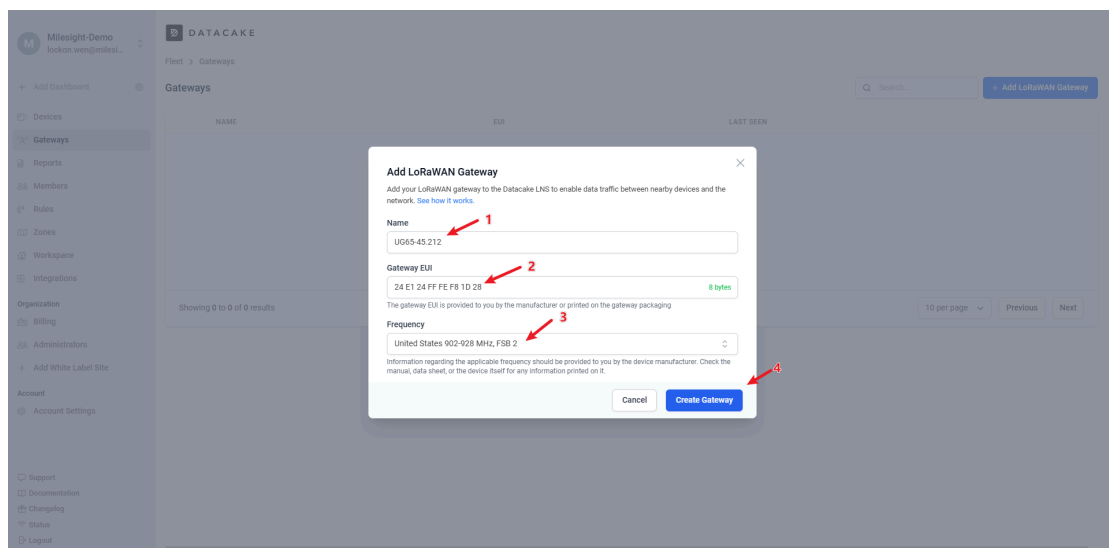 Milesight-Demo
lockon.wen@milesi...
M
DATACAKE
Fleet > Gateways
Add Dashboard
Gateways
Search...
+ Add LoRaWAN Gateway
Devices
Gateways
Reports
Members
Rules
Zones
Workspace
Integrations
Organization
Billing
Administrators
+ Add White Label Site
Account
Account Settings
Support
Documentation
Changelog
Status
Logout
NAME
EUI
LAST SEEN
Add LoRaWAN Gateway
Add your LoRaWAN gateway to the Datacake LNS to enable data traffic between nearby devices and the
network. See how it works.
Name
1
UG65-45.212
Gateway EUI
2
24 E1 24 FF FE F8 1D 28
8 bytes
The gateway EUI is provided to you by the manufacturer or printed on the gateway packaging
Frequency
3
United States 902-928 MHz, FSB 2
Information regarding the applicable frequency should be provided to you by the device manufacturer. Check the
manual, data sheet, or the device itself for any information printed on it.
4
Cancel
Create Gateway
Showing 0 to 0 of 0 results
10 per page
Previous
Next